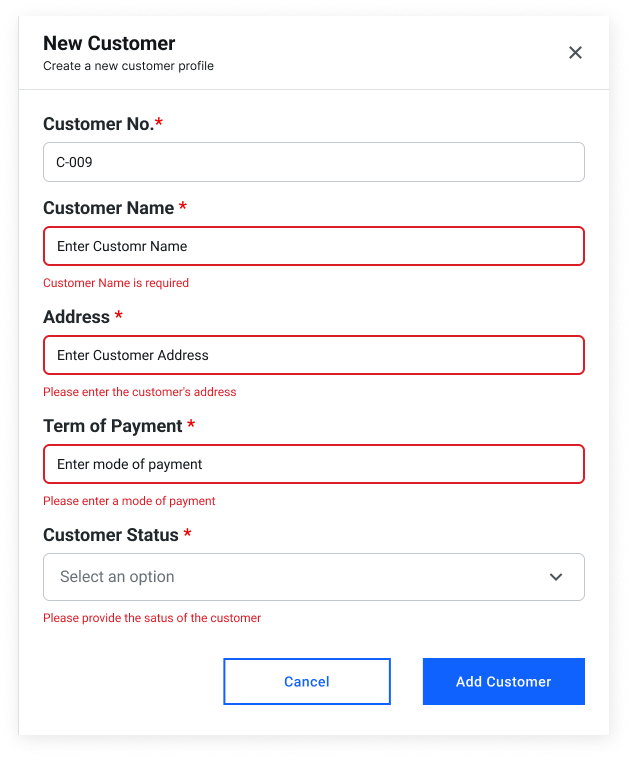 New Customer
Create a new customer profile
Customer No.*
C-009
Customer Name *
Enter Customr Name
Customer Name is required
Address *
Enter Customer Address
Please enter the customer's address
Term of Payment *
Enter mode of payment
Please enter a mode of payment
Customer Status *
Select an option
Please provide the satus of the customer
Cancel
Add Customer